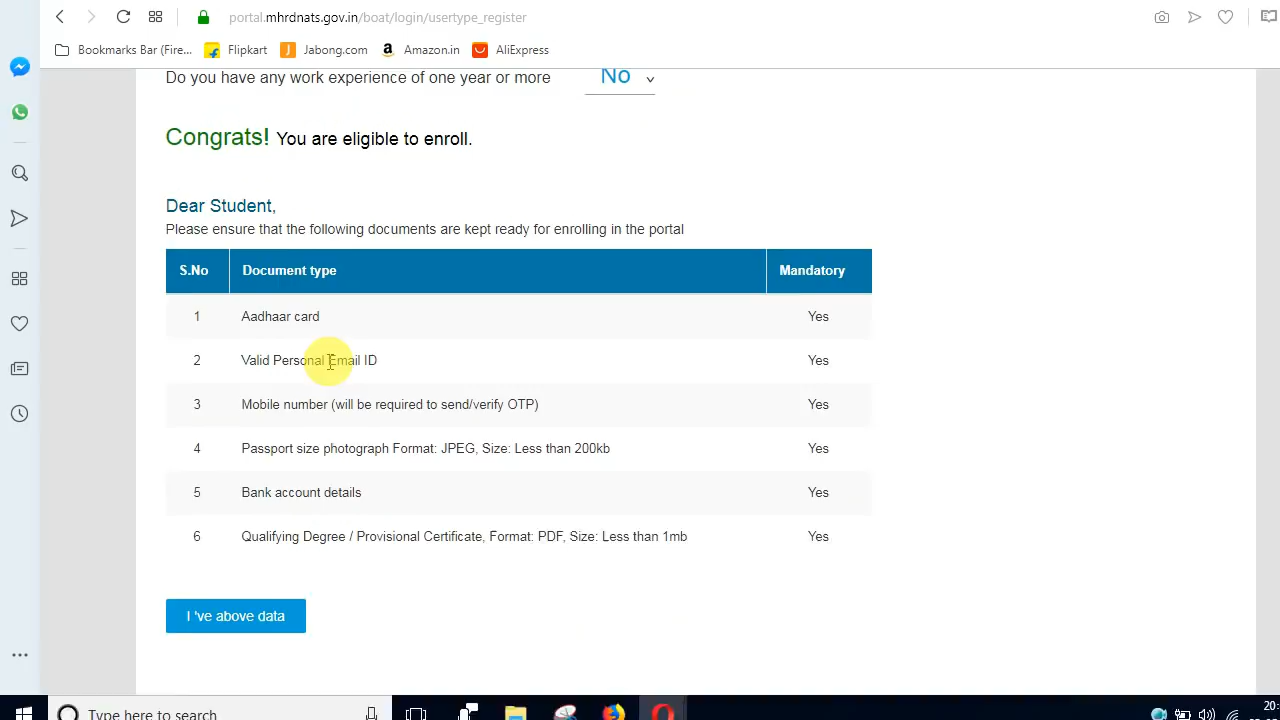 portal.mhrdnats.gov.in/boat/login/usertype_register
Bookmarks Bar (Fire... Flipkart Jabong.com Amazon.in AliExpress
Do you have any work experience of one year or more No
Congrats! You are eligible to enroll.
Dear Student,
Please ensure that the following documents are kept ready for enrolling in the portal
S.No Document type Mandatory
1 Aadhaar card Yes
2 Valid Personal Email ID Yes
3 Mobile number (will be required to send/verify OTP) Yes
4 Passport size photograph Format: JPEG, Size: Less than 200kb Yes
5 Bank account details Yes
6 Qualifying Degree / Provisional Certificate, Format: PDF, Size: Less than 1mb Yes
I 've above data
Type here to search
20: